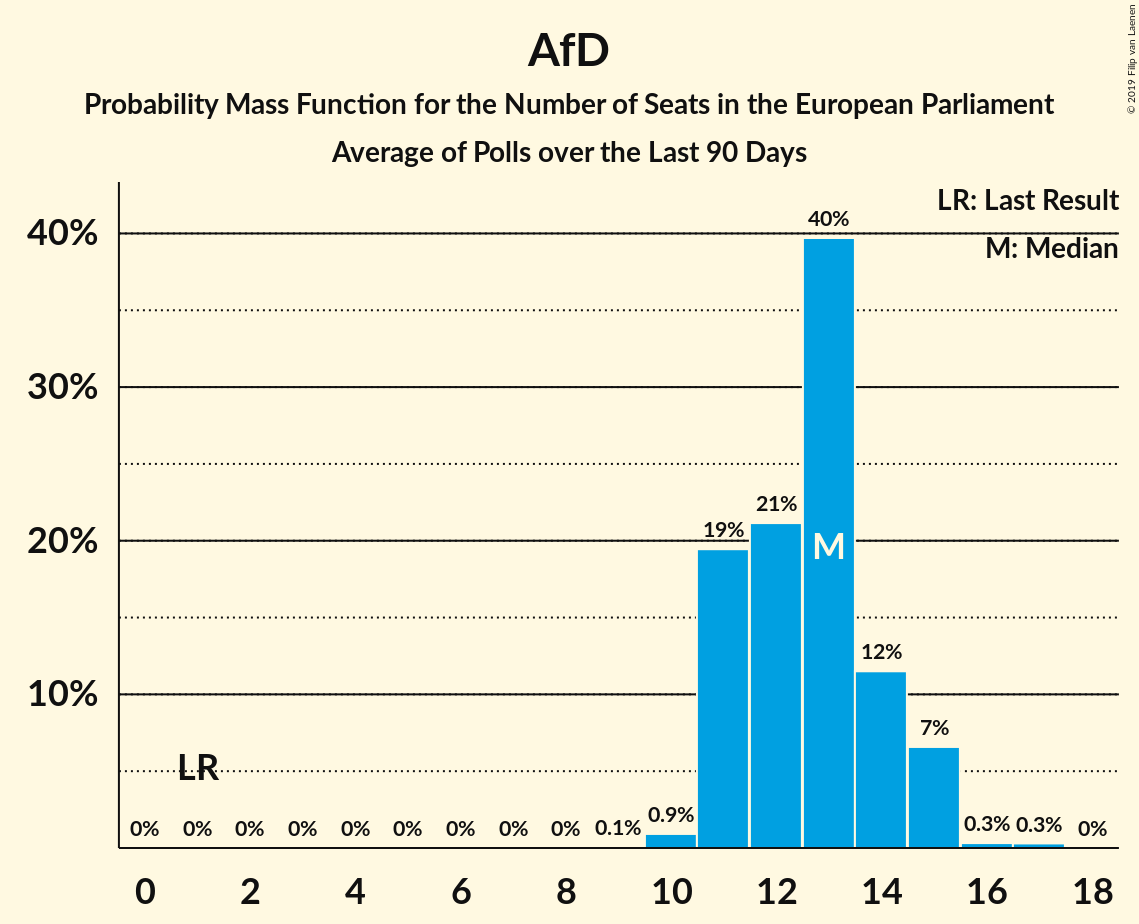 AfD
Probability Mass Function for the Number of Seats in the European Parliament
Average of Polls over the Last 90 Days
© 2019 Filip van Laenen
LR: Last Result
M: Median
40%
30%
20%
10%
40%
21%
19%
M
12%
7%
LR
0% 0% 0% 0% 0% 0% 0% 0% 0% 0.1% 0.9% 0.3% 0.3% 0%
0 2 4 6 8 10 12 14 16 18